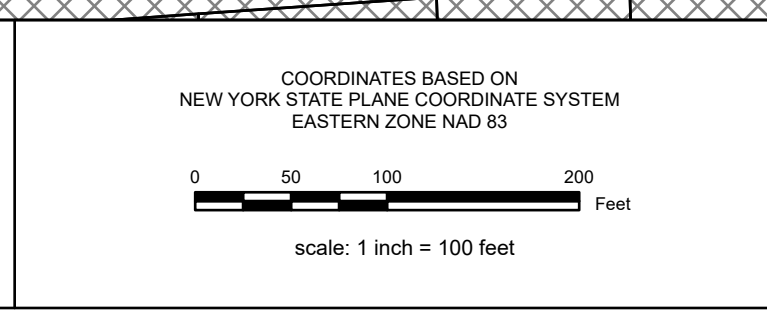 COORDINATES BASED ON
NEW YORK STATE PLANE COORDINATE SYSTEM
EASTERN ZONE NAD 83
0 50 100 200
Feet
scale: 1 inch = 100 feet